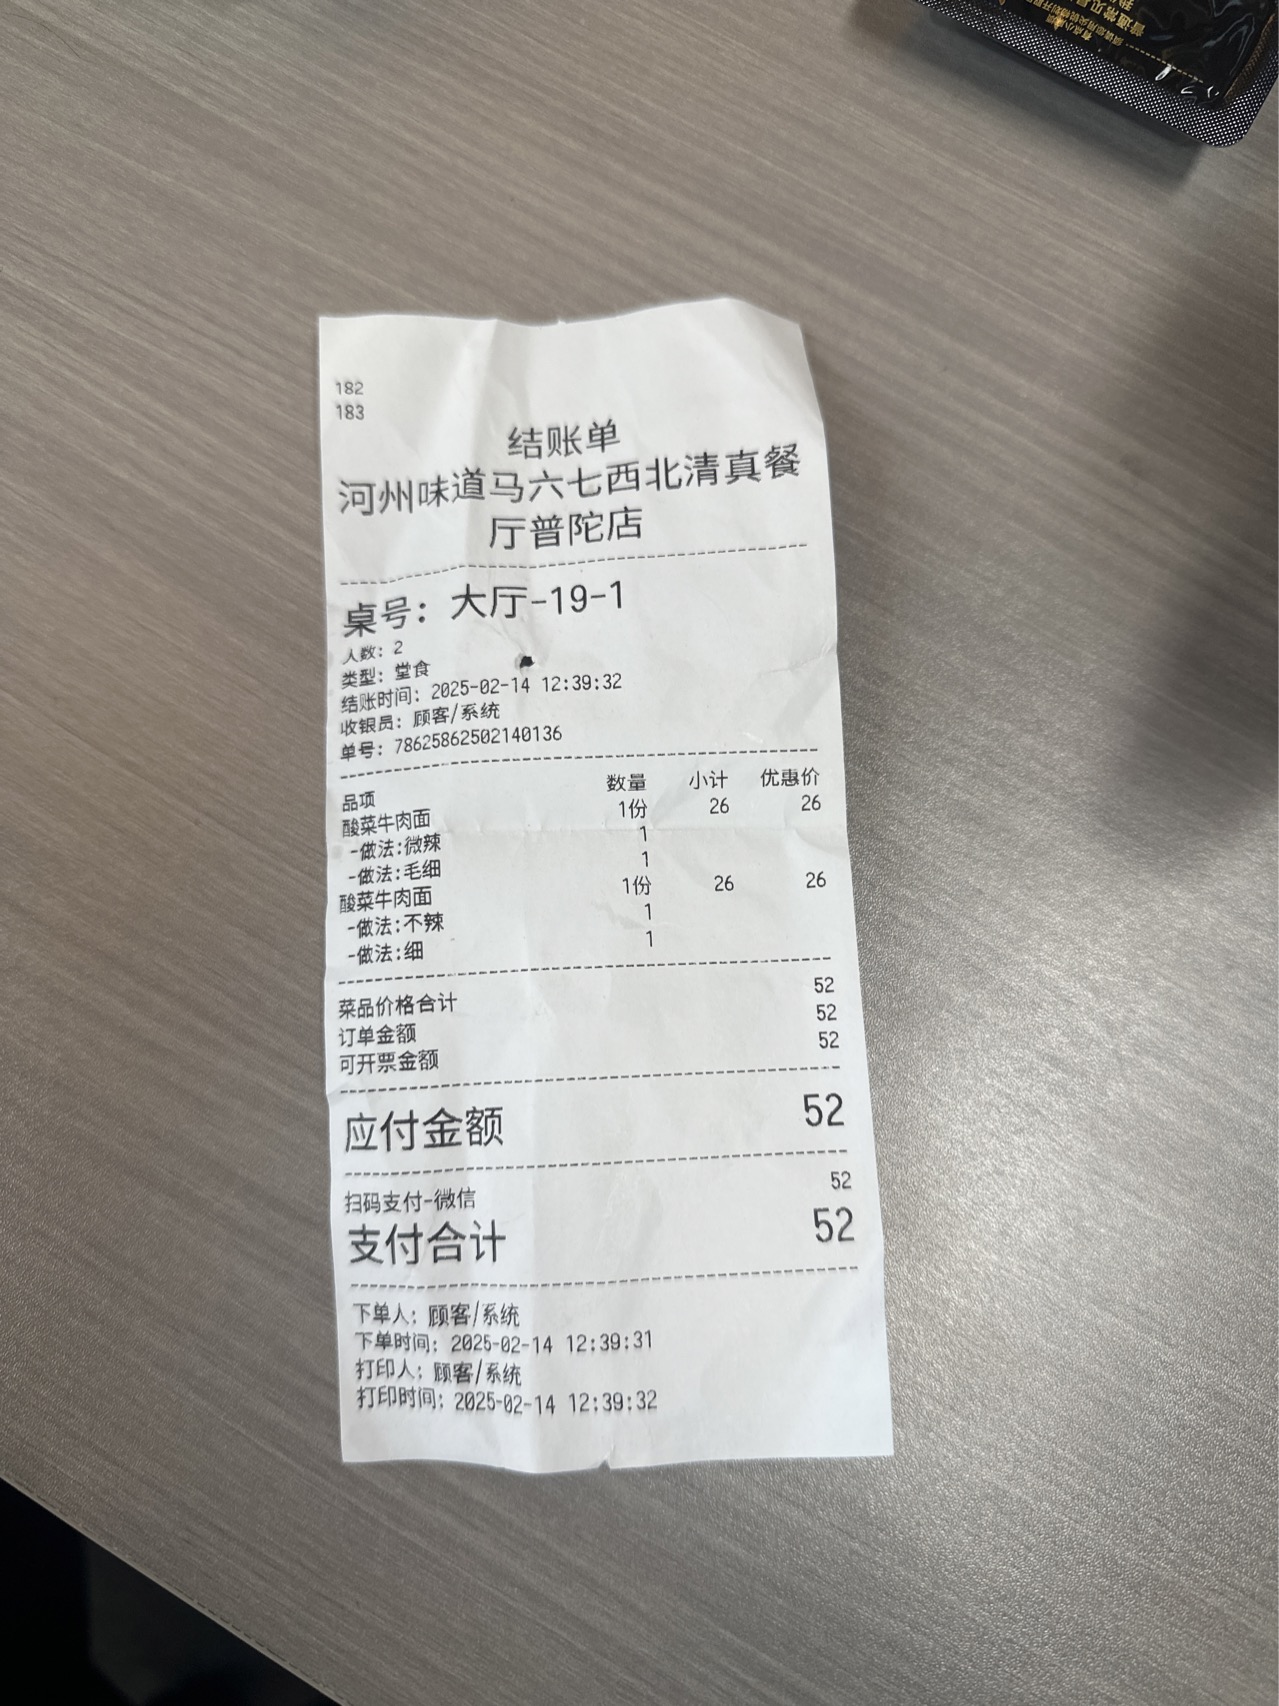 182
183
结账单
河州味道马六七西北清真餐
厅普陀店
桌号：大厅-19-1
人数：2
类型：堂食
结账时间：2025-02-14 12:39:32
收银员：顾客/系统
单号：78625862502140136
品项 数量 小计 优惠价
酸菜牛肉面 1份 26 26
-做法:微辣 1
-做法:毛细 1
酸菜牛肉面 1份 26 26
-做法:不辣 1
-做法:细 1
菜品价格合计 52
订单金额 52
可开票金额 52
应付金额 52
扫码支付-微信 52
支付合计 52
下单人：顾客/系统
下单时间：2025-02-14 12:39:31
打印人：顾客/系统
打印时间：2025-02-14 12:39:32